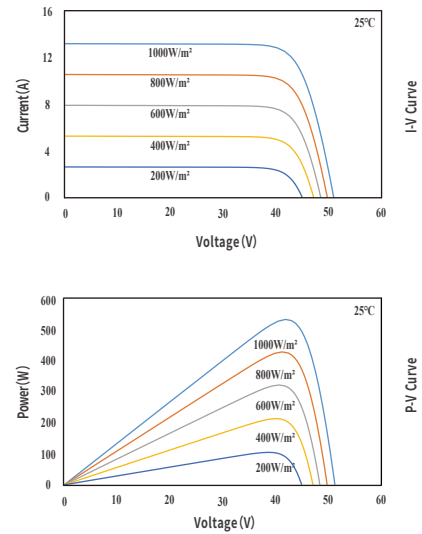 16
25℃
12
8
4
0
Current(A)
1000W/m²
800W/m²
600W/m²
400W/m²
200W/m²
I-V Curve
0 10 20 30 40 50 60
Voltage(V)
600
25℃
500
400
300
200
100
0
Power(W)
1000W/m²
800W/m²
600W/m²
400W/m²
200W/m²
P-V Curve
0 10 20 30 40 50 60
Voltage(V)